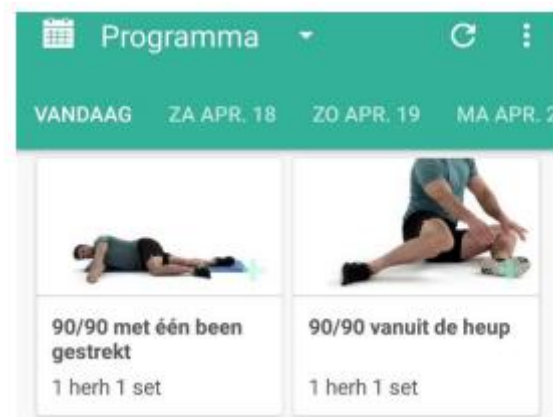 Programma
VANDAAG ZA APR. 18 ZO APR. 19 MA APR. 2
90/90 met één been
gestrekt
1 herh 1 set
90/90 vanuit de heup
1 herh 1 set